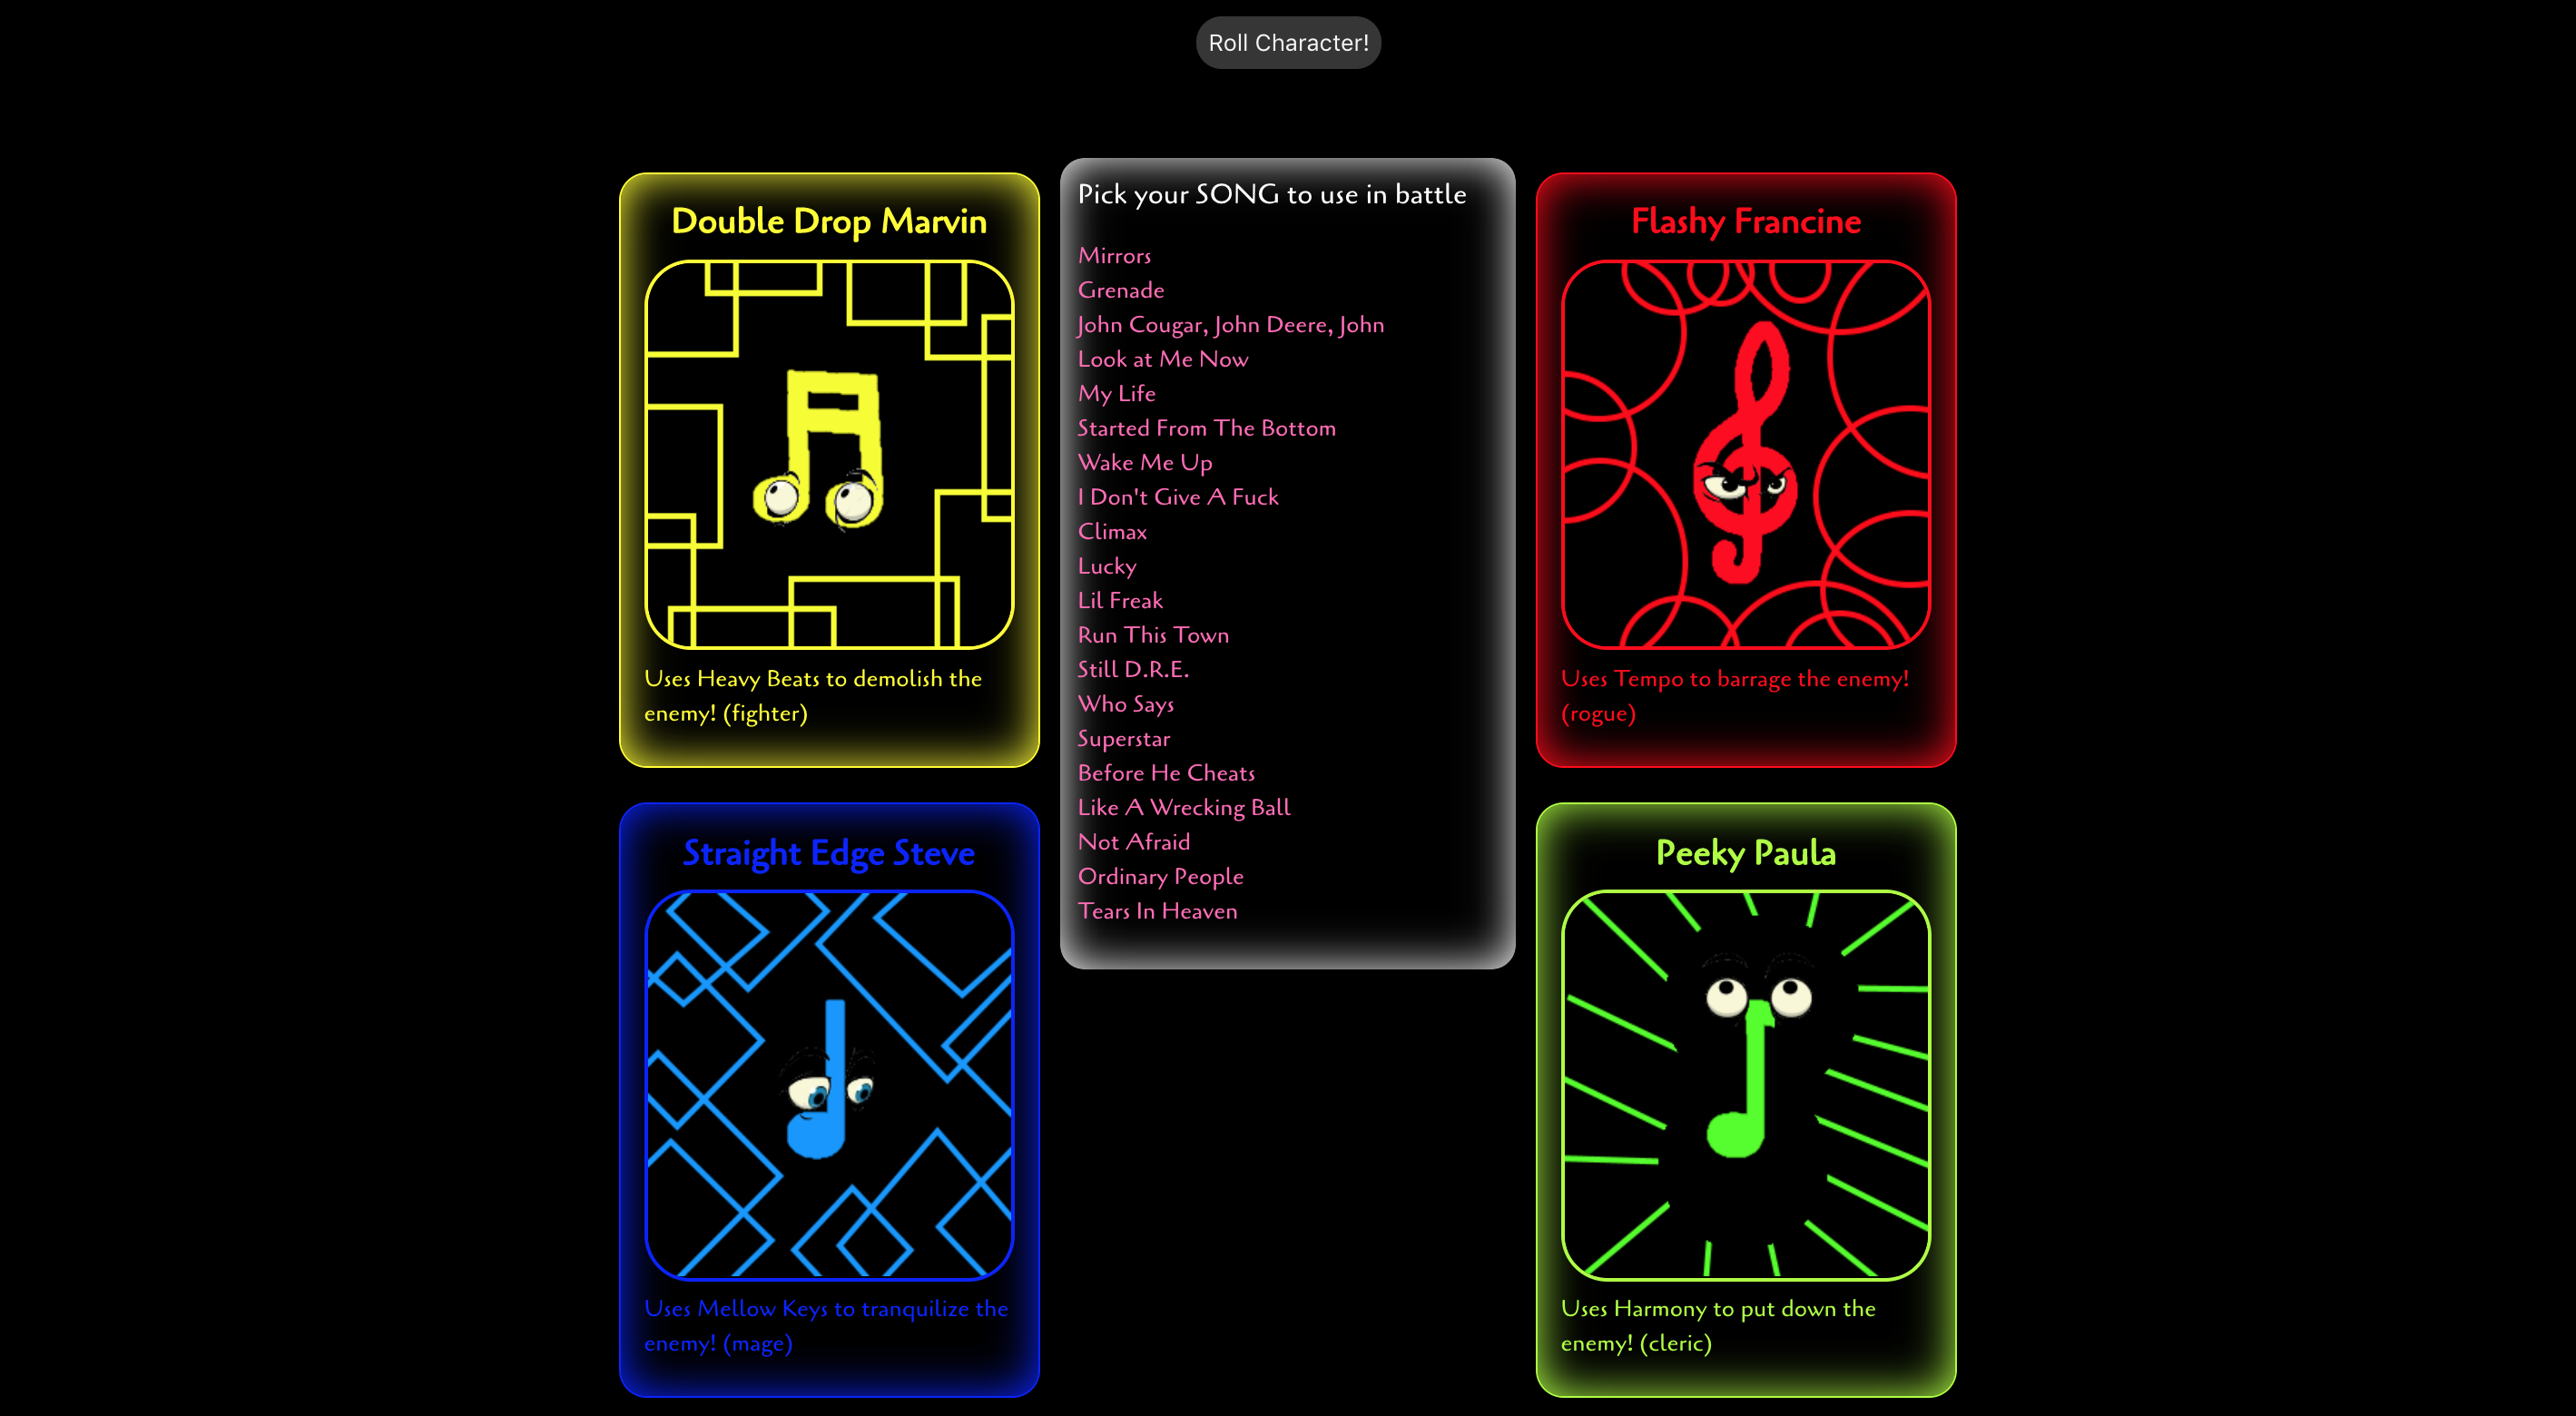 Roll Character!
Double Drop Marvin
Uses Heavy Beats to demolish the
enemy! (fighter)
Straight Edge Steve
Uses Mellow Keys to tranquilize the
enemy! (mage)
Pick your SONG to use in battle
Mirrors
Grenade
John Cougar, John Deere, John
Look at Me Now
My Life
Started From The Bottom
Wake Me Up
I Don't Give A Fuck
Climax
Lucky
Lil Freak
Run This Town
Still D.R.E.
Who Says
Superstar
Before He Cheats
Like A Wrecking Ball
Not Afraid
Ordinary People
Tears In Heaven
Flashy Francine
Uses Tempo to barrage the enemy!
(rogue)
Peeky Paula
Uses Harmony to put down the
enemy! (cleric)